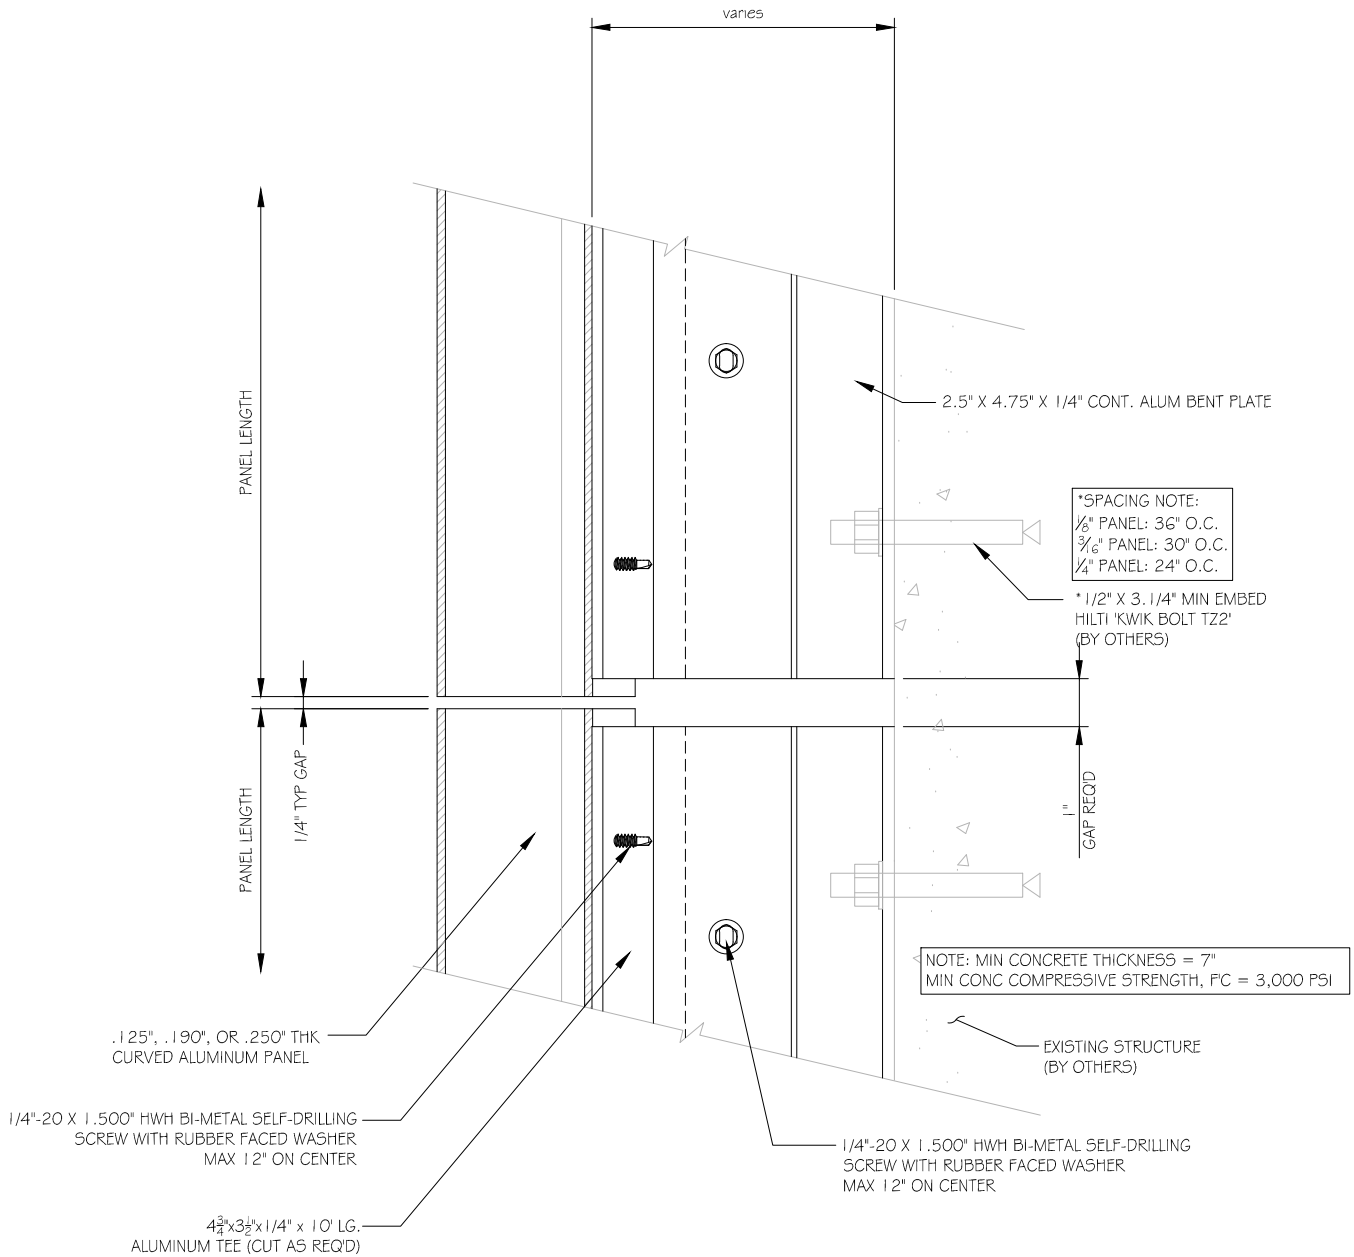 varies
PANEL LENGTH
2.5" X 4.75" X 1/4" CONT. ALUM BENT PLATE
*SPACING NOTE:
1/8" PANEL: 36" O.C.
3/16" PANEL: 30" O.C.
1/4" PANEL: 24" O.C.
*1/2" X 3.1/4" MIN EMBED
HILTI 'KWIK BOLT TZ2'
(BY OTHERS)
1/4" TYP GAP
PANEL LENGTH
1"
GAP REQ'D
NOTE: MIN CONCRETE THICKNESS = 7"
MIN CONC COMPRESSIVE STRENGTH, F'C = 3,000 PSI
.125", .190", OR .250" THK
CURVED ALUMINUM PANEL
EXISTING STRUCTURE
(BY OTHERS)
1/4"-20 X 1.500" HWH BI-METAL SELF-DRILLING
SCREW WITH RUBBER FACED WASHER
MAX 12" ON CENTER
1/4"-20 X 1.500" HWH BI-METAL SELF-DRILLING
SCREW WITH RUBBER FACED WASHER
MAX 12" ON CENTER
4 3/4"x3 1/2"x1/4" x 10' LG.
ALUMINUM TEE (CUT AS REQ'D)